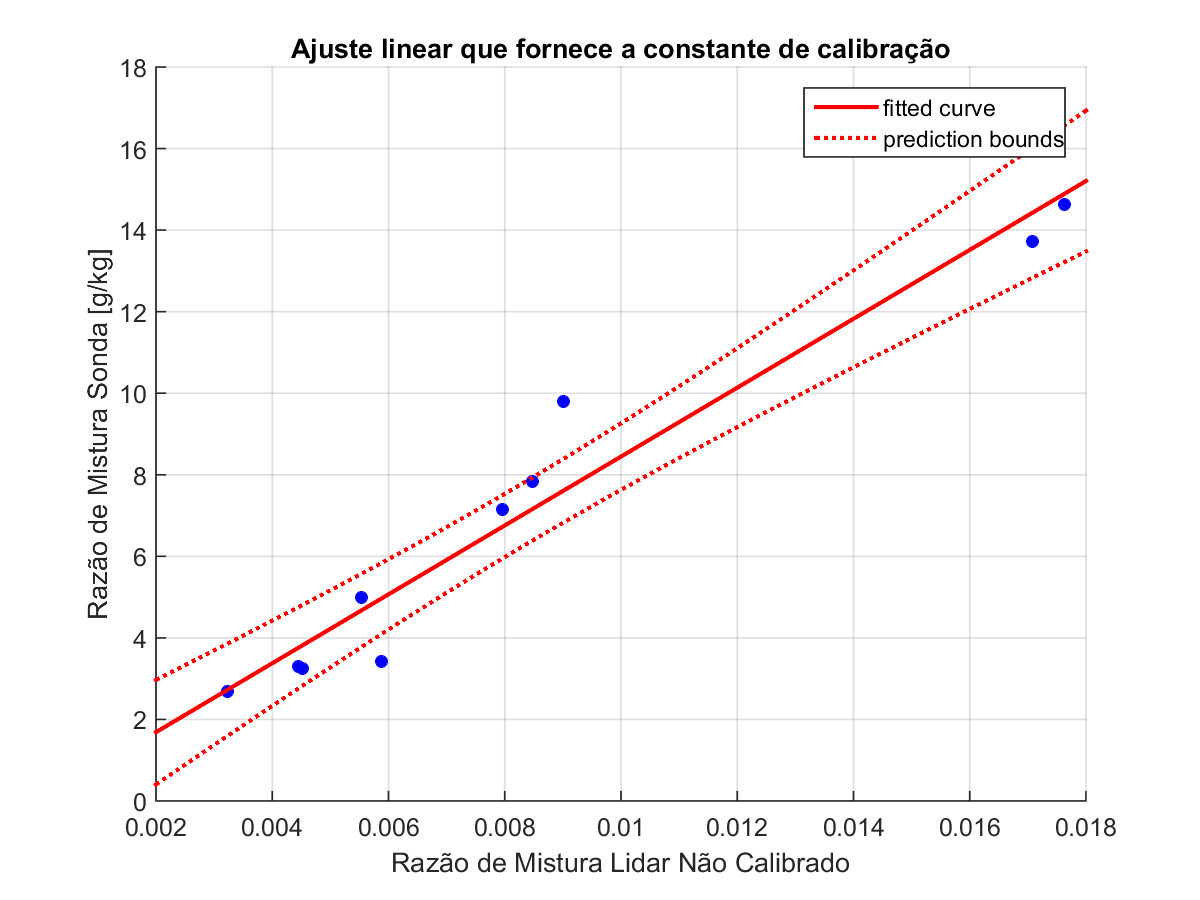 Ajuste linear que fornece a constante de calibração
fitted curve
prediction bounds
18
16
14
12
10
8
6
4
2
0
Razão de Mistura Sonda [g/kg]
0.002 0.004 0.006 0.008 0.01 0.012 0.014 0.016 0.018
Razão de Mistura Lidar Não Calibrado